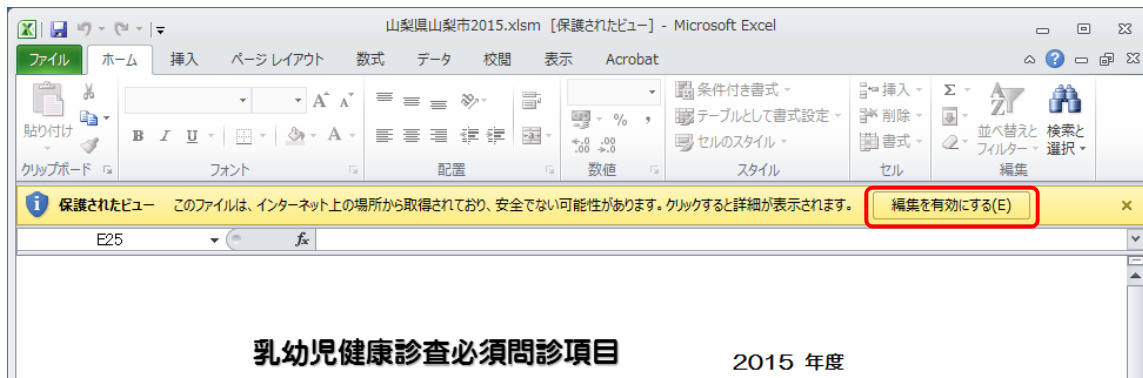 山梨県山梨市2015.xlsm [保護されたビュー] - Microsoft Excel
ファイル ホーム 挿入 ページ レイアウト 数式 データ 校閲 表示 Acrobat
貼り付け
B I U A A A
% ,
.0 .00
.00 .0
条件付き書式
テーブルとして書式設定
セルのスタイル
挿入
削除
書式
Σ
並べ替えと
フィルター
検索と
選択
クリップボード フォント 配置 数値 スタイル セル 編集
保護されたビュー このファイルは、インターネット上の場所から取得されており、安全でない可能性があります。クリックすると詳細が表示されます。 編集を有効にする(E)
E25 fx
乳幼児健康診査必須問診項目 2015 年度